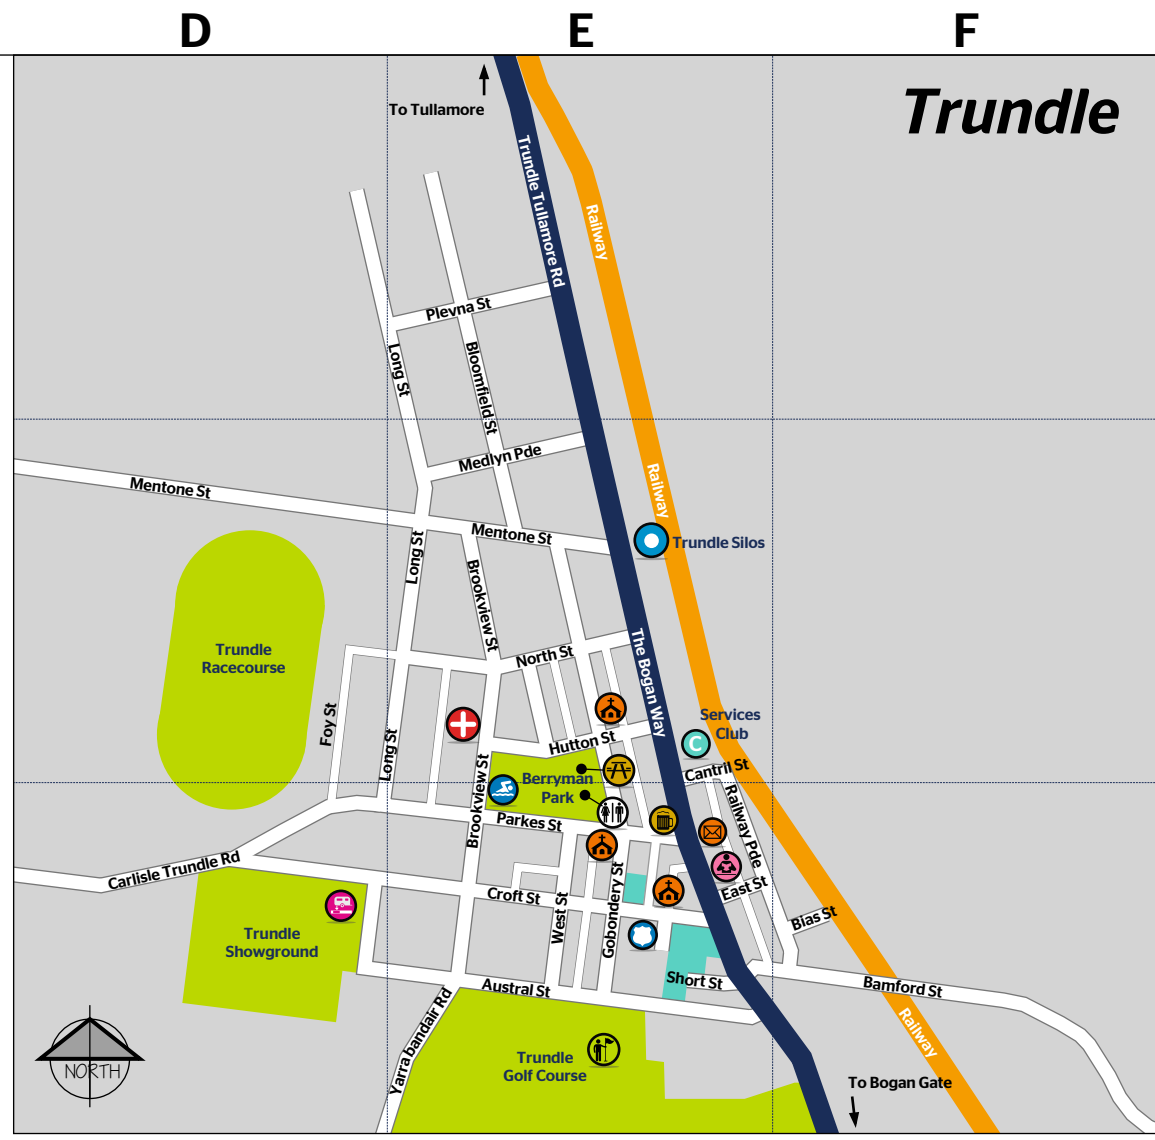 D E F
Trundle
To Tullamore
Trundle Tullamore Rd
Railway
Plevna St
Long St
Bloomfield St
Medlyn Pde
Mentone St
Railway
Mentone St
Trundle Silos
Long St
Brookview St
Trundle
Racecourse
North St
The Bogan Way
Foy St
Long St
Services
Club
C
Hutton St
Cantril St
Berryman
Park
Brookview St
Parkes St
Railway Pde
Carlisle Trundle Rd
East St
Croft St
West St
Gobondery St
Bias St
Trundle
Showground
Short St
Austral St
Bamford St
Yarrabandair Rd
Railway
NORTH
Trundle
Golf Course
To Bogan Gate